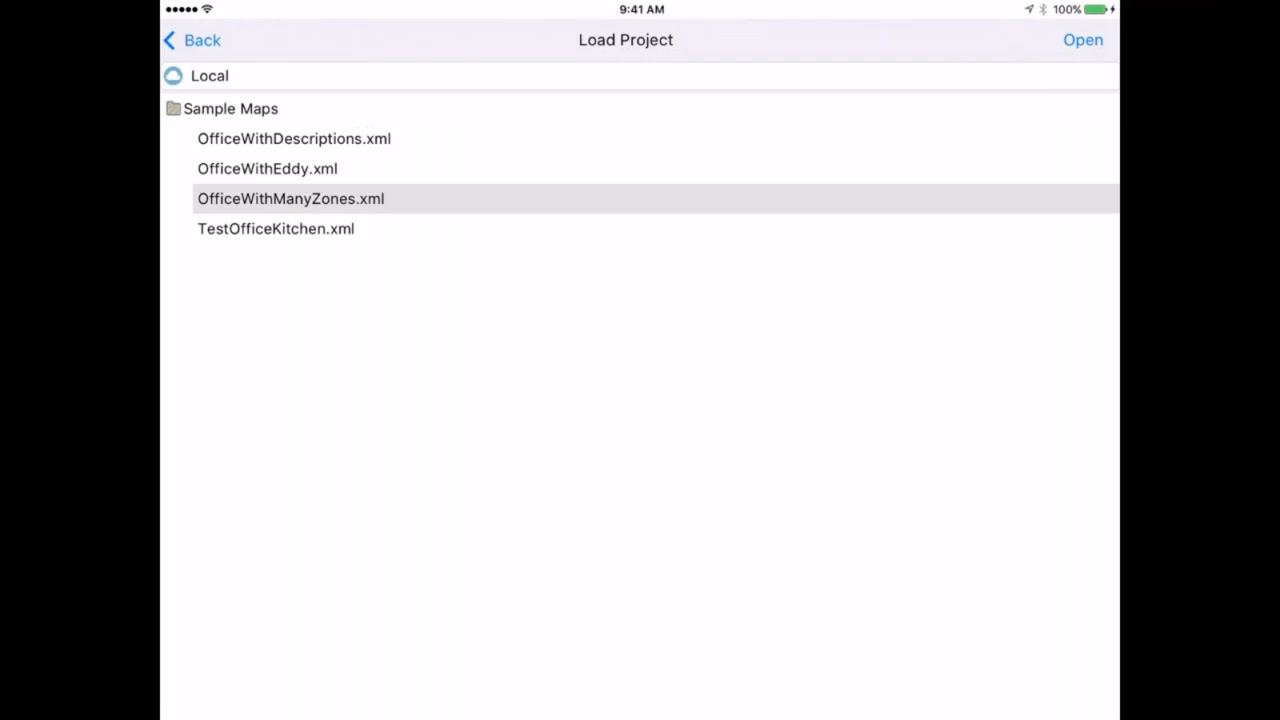 9:41 AM 100%
Back Load Project Open
Local
Sample Maps
OfficeWithDescriptions.xml
OfficeWithEddy.xml
OfficeWithManyZones.xml
TestOfficeKitchen.xml